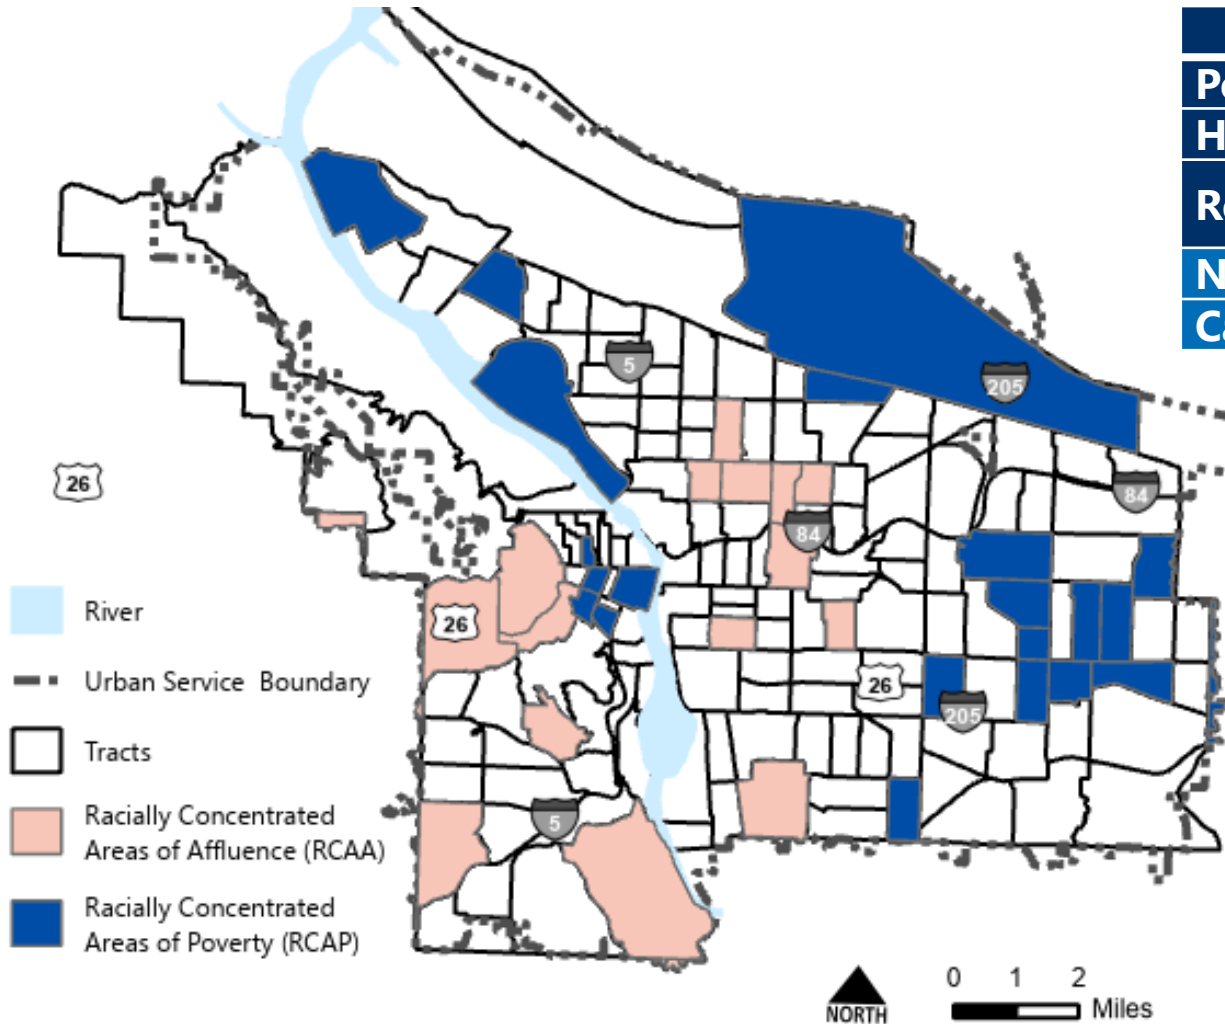 5
205
26
84
84
River
26
Urban Service Boundary
26
205
Tracts
Racially Concentrated
Areas of Affluence (RCAA)
5
Racially Concentrated
Areas of Poverty (RCAP)
NORTH
0 1 2
Miles